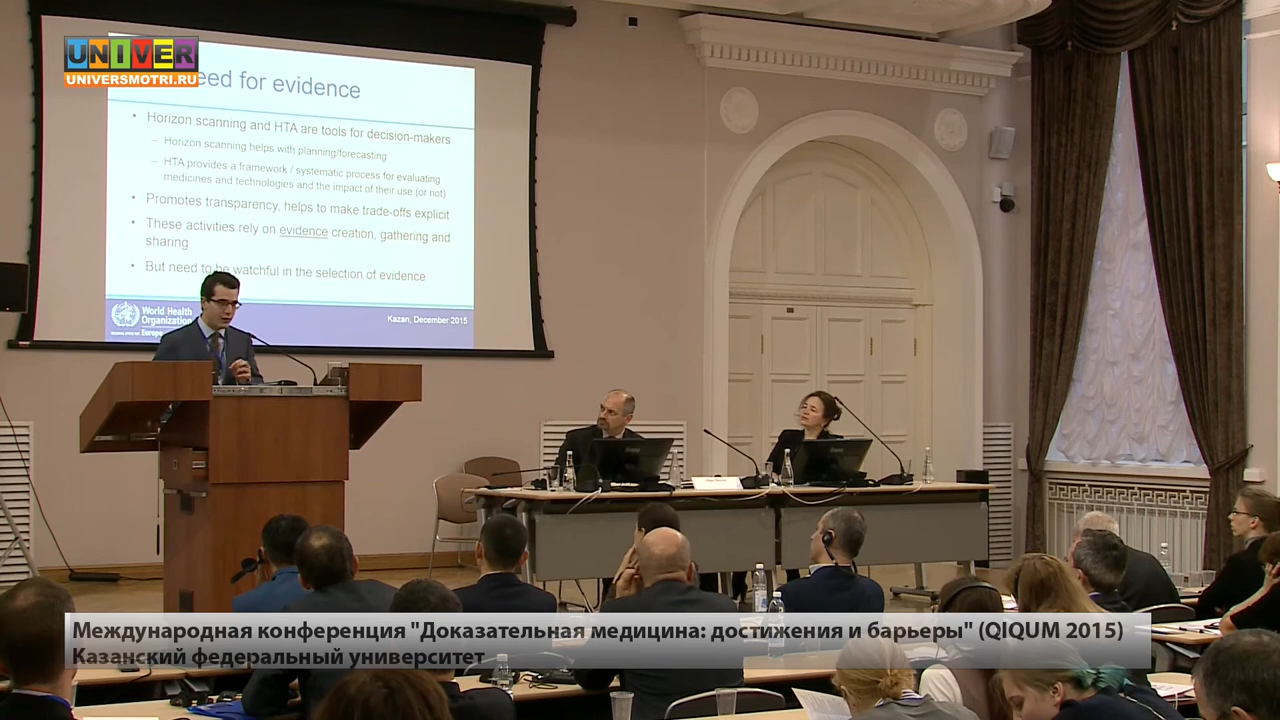 UNIVER
UNIVERSMOTRI.RU
eed for evidence
• Horizon scanning and HTA are tools for decision-makers
– Horizon scanning helps with planning/forecasting
– HTA provides a framework / systematic process for evaluating
medicines and technologies and the impact of their use (or not)
• Promotes transparency, helps to make trade-offs explicit
• These activities rely on evidence creation, gathering and
sharing
• But need to be watchful in the selection of evidence
World Health
Organization
Europe
Kazan, December 2015
Международная конференция "Доказательная медицина: достижения и барьеры" (QIQUM 2015)
Казанский федеральный университет